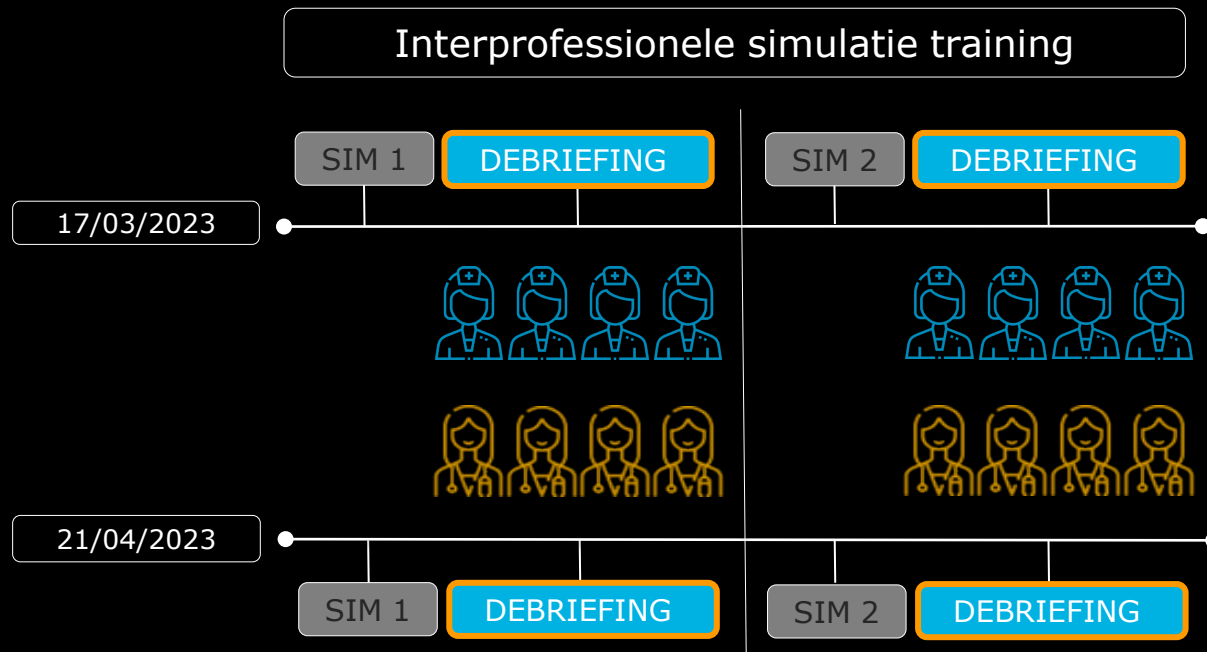 Interprofessionele simulatie training
SIM 1
DEBRIEFING
SIM 2
DEBRIEFING
17/03/2023
21/04/2023
SIM 1
DEBRIEFING
SIM 2
DEBRIEFING